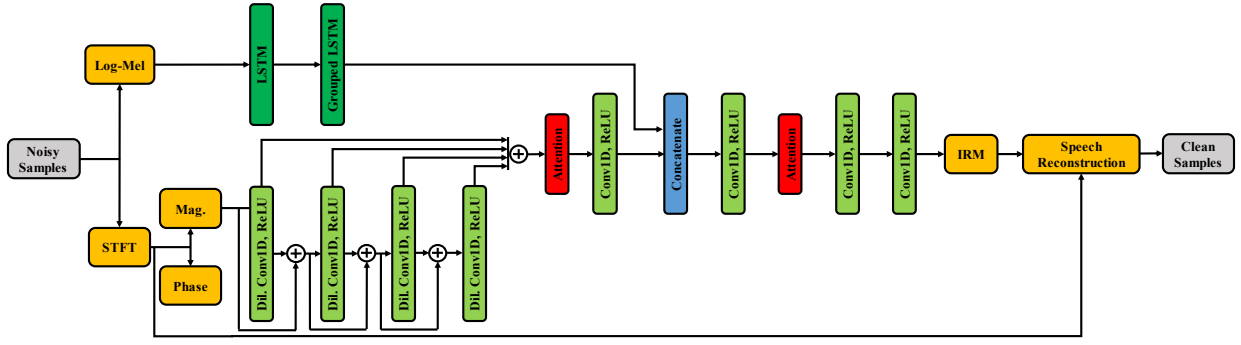 Noisy
Samples
Log-Mel
STFT
Mag.
Phase
LSTM
Grouped LSTM
Dil. Conv1D, ReLU
Dil. Conv1D, ReLU
Dil. Conv1D, ReLU
Dil. Conv1D, ReLU
Attention
Conv1D, ReLU
Concatenate
Conv1D, ReLU
Attention
Conv1D, ReLU
Conv1D, ReLU
IRM
Speech
Reconstruction
Clean
Samples